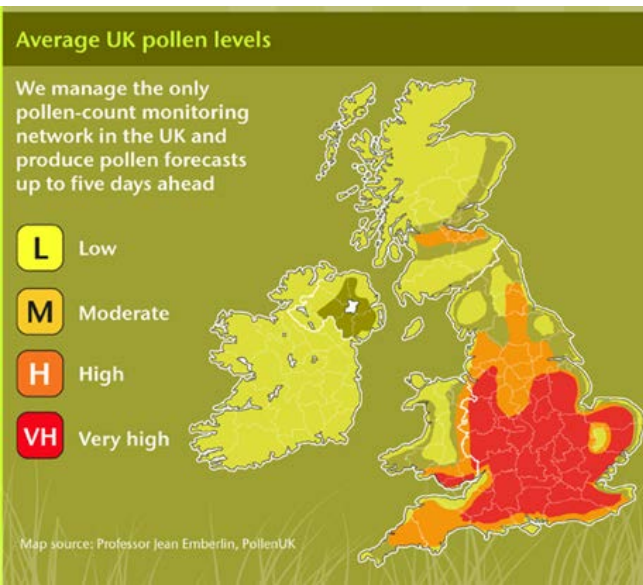 Average UK pollen levels
We manage the only
pollen-count monitoring
network in the UK and
produce pollen forecasts
up to five days ahead
L Low
M Moderate
H High
VH Very high
Map source: Professor Jean Emberlin, PollenUK